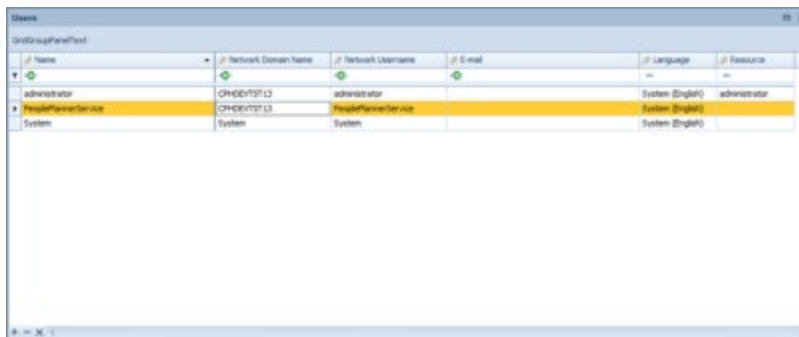 Users
GridGroupPanelText
Name Network Domain Name Network Username E-mail Language Resource
administrator CPHDEVTST13 administrator System (English) administrator
PeoplePlannerService CPHDEVTST13 PeoplePlannerService System (English)
System System System System (English)